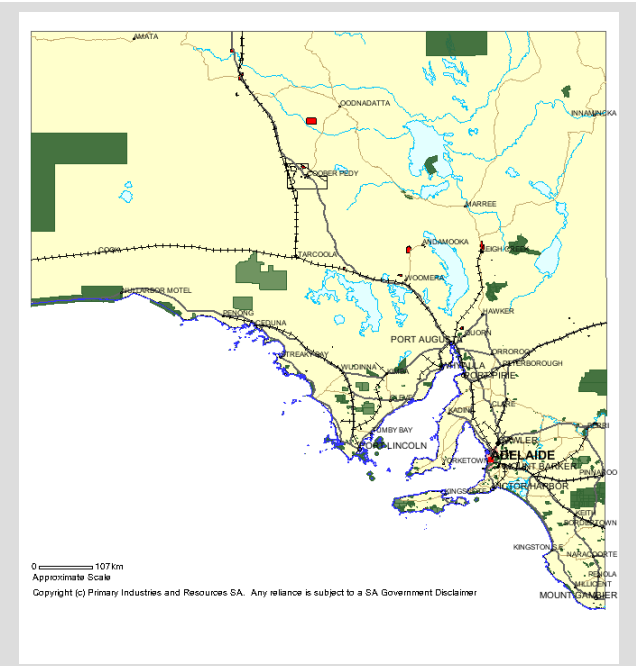 AMATA
OODNADATTA
INNAMINCKA
COOBER PEDY
MARREE
ANDAMOOKA
LEIGH CREEK
COOK
TARCOOLA
WOOMERA
NULLARBOR MOTEL
HAWKER
PENONG
CEDUNA
QUORN
PORT AUGUSTA
ORROROO
STREAKY BAY
WUDINNA
KIMBA
WHYALLA
PETERBOROUGH
PORT PIRIE
CLEVE
CLARE
KADINA
BERRI
TUMBY BAY
GAWLER
PORT LINCOLN
ADELAIDE
YORKETOWN
MOUNT BARKER
PINNAROO
VICTOR HARBOR
KINGSCOTE
KEITH
BORDERTOWN
KINGSTON S.E.
NARACOORTE
PENOLA
MILLICENT
MOUNT GAMBIER
0 107km
Approximate Scale
Copyright (c) Primary Industries and Resources SA. Any reliance is subject to a SA Government Disclaimer